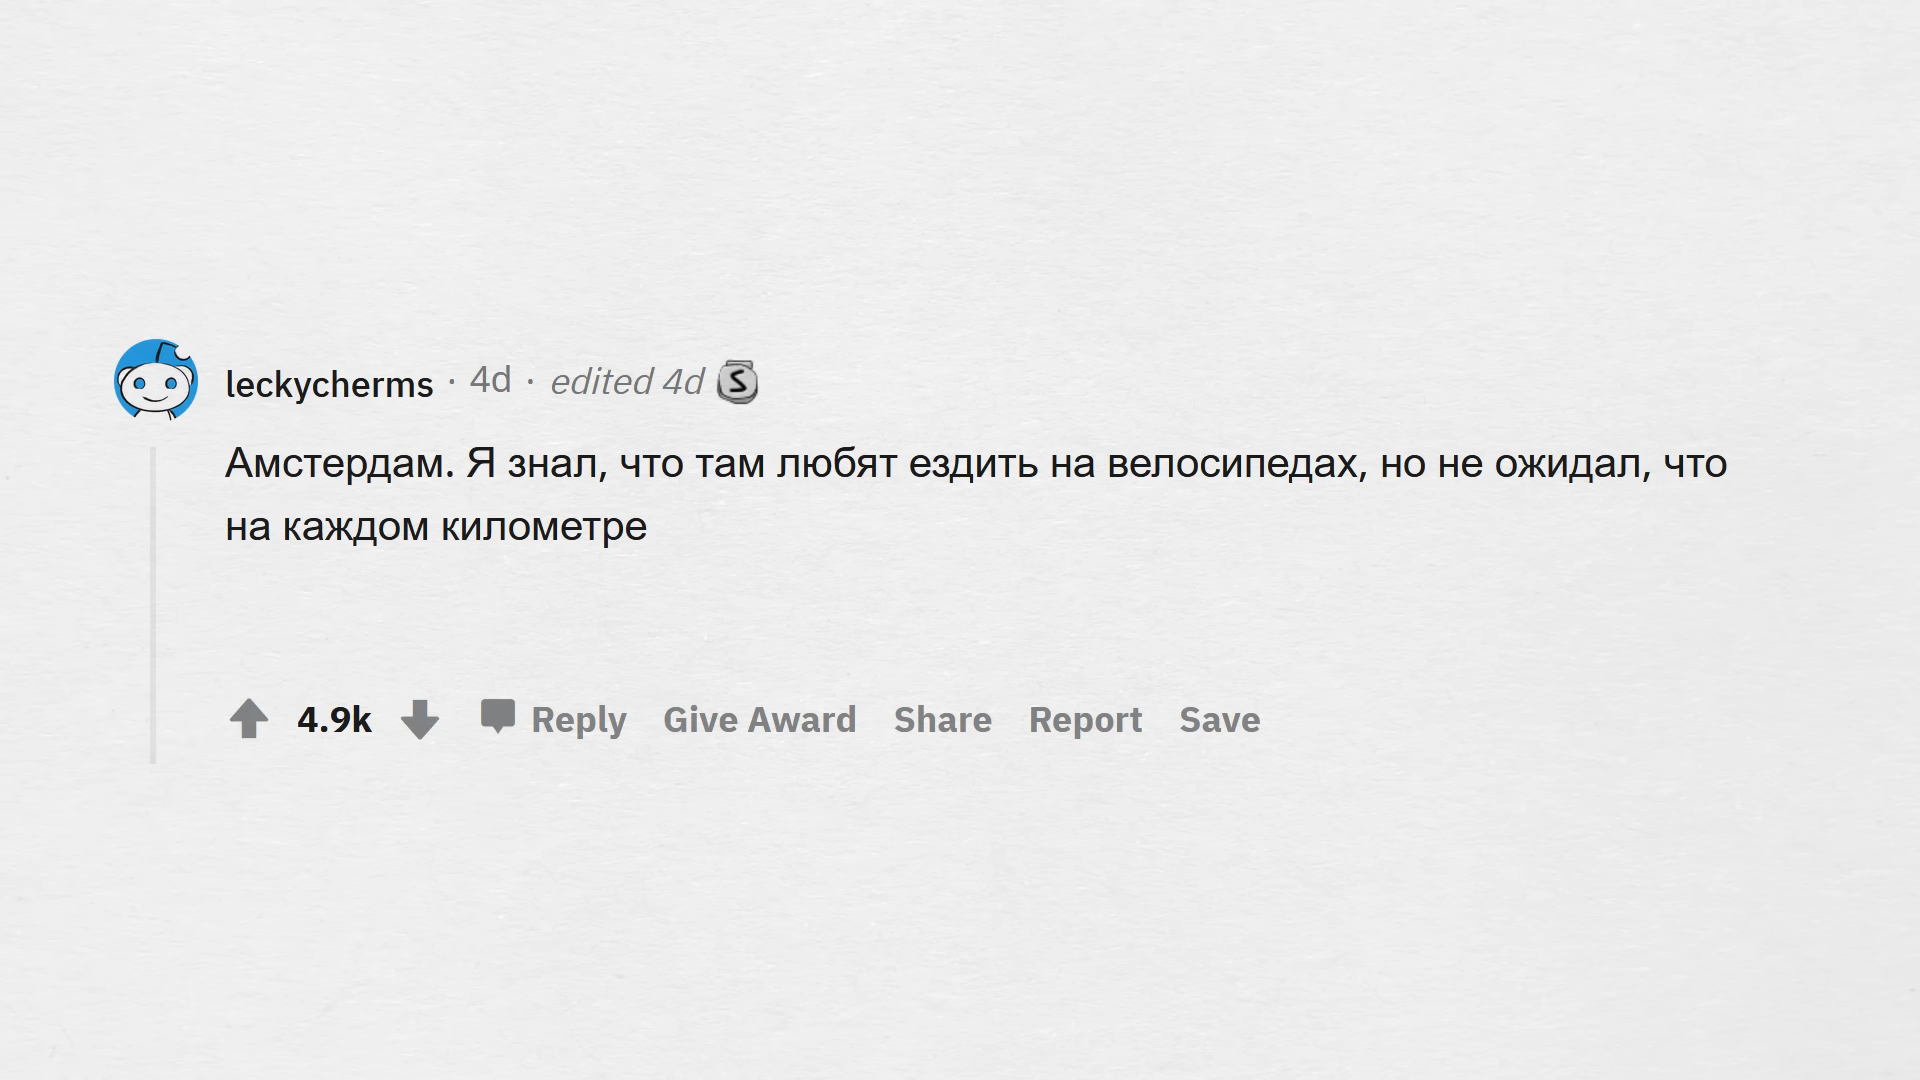 leckycherms · 4d · edited 4d
Амстердам. Я знал, что там любят ездить на велосипедах, но не ожидал, что
на каждом километре
4.9k Reply Give Award Share Report Save